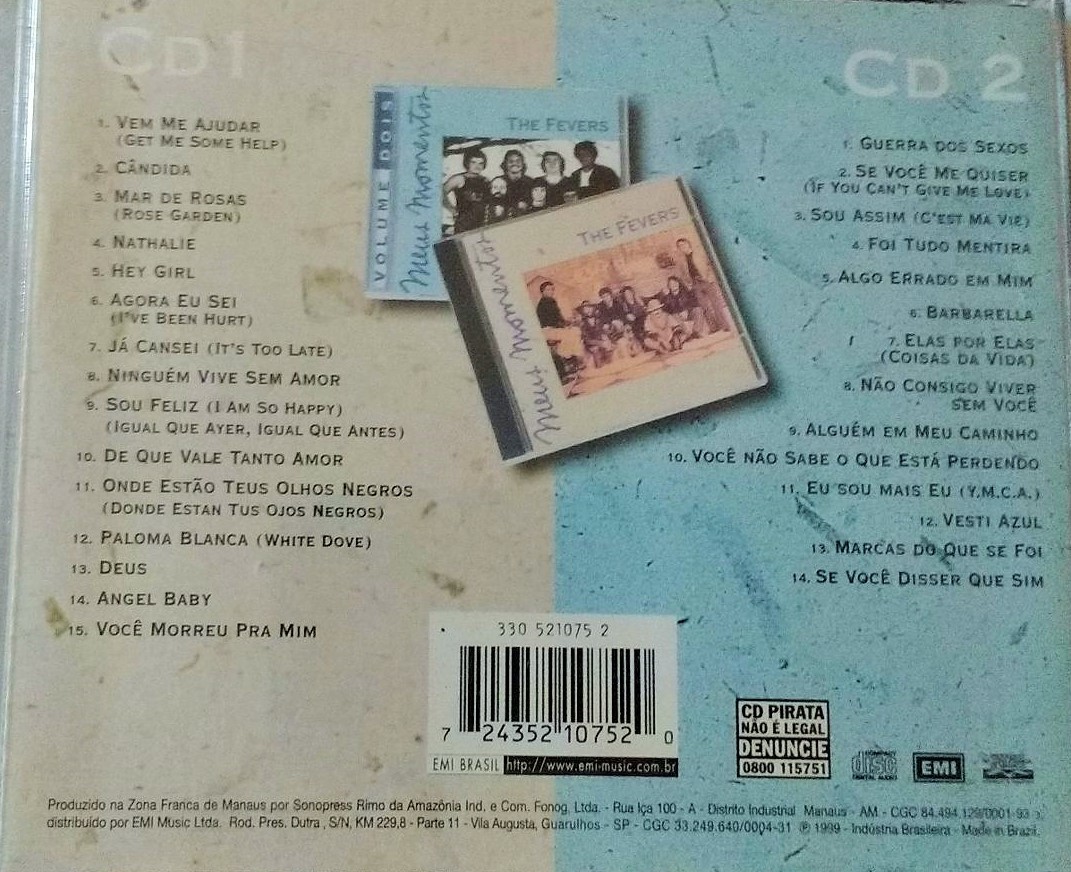 CD 1
1. VEM ME AJUDAR
(GET ME SOME HELP)
2. CÂNDIDA
3. MAR DE ROSAS
(ROSE GARDEN)
4. NATHALIE
5. HEY GIRL
6. AGORA EU SEI
(I'VE BEEN HURT)
7. JÁ CANSEI (IT'S TOO LATE)
8. NINGUÉM VIVE SEM AMOR
9. SOU FELIZ (I AM SO HAPPY)
(IGUAL QUE AYER, IGUAL QUE ANTES)
10. DE QUE VALE TANTO AMOR
11. ONDE ESTÃO TEUS OLHOS NEGROS
(DONDE ESTAN TUS OJOS NEGROS)
12. PALOMA BLANCA (WHITE DOVE)
13. DEUS
14. ANGEL BABY
15. VOCÊ MORREU PRA MIM
VOLUME DOIS
Meus Momentos
THE FEVERS
Meus Momentos
THE FEVERS
CD 2
1. GUERRA DOS SEXOS
2. SE VOCÊ ME QUISER
(IF YOU CAN'T GIVE ME LOVE)
3. SOU ASSIM (C'EST MA VIE)
4. FOI TUDO MENTIRA
5. ALGO ERRADO EM MIM
6. BARBARELLA
7. ELAS POR ELAS
(COISAS DA VIDA)
8. NÃO CONSIGO VIVER
SEM VOCÊ
9. ALGUÉM EM MEU CAMINHO
10. VOCÊ NÃO SABE O QUE ESTÁ PERDENDO
11. EU SOU MAIS EU (Y.M.C.A.)
12. VESTI AZUL
13. MARCAS DO QUE SE FOI
14. SE VOCÊ DISSER QUE SIM
330 521075 2
7 24352 10752 0
EMI BRASIL http://www.emi-music.com.br
CD PIRATA
NÃO É LEGAL
DENUNCIE
0800 115751
COMPACT
disc
DIGITAL AUDIO
EMI
Produzido na Zona Franca de Manaus por Sonopress Rimo da Amazônia Ind. e Com. Fonog. Ltda. - Rua Iça 100 - A - Distrito Industrial Manaus - AM - CGC 84.494.129/0001-93 e
distribuído por EMI Music Ltda. Rod. Pres. Dutra, S/N, KM 229,8 - Parte 11 - Vila Augusta, Guarulhos - SP - CGC 33.249.640/0004-31 ℗ 1999 - Indústria Brasileira - Made in Brazil.